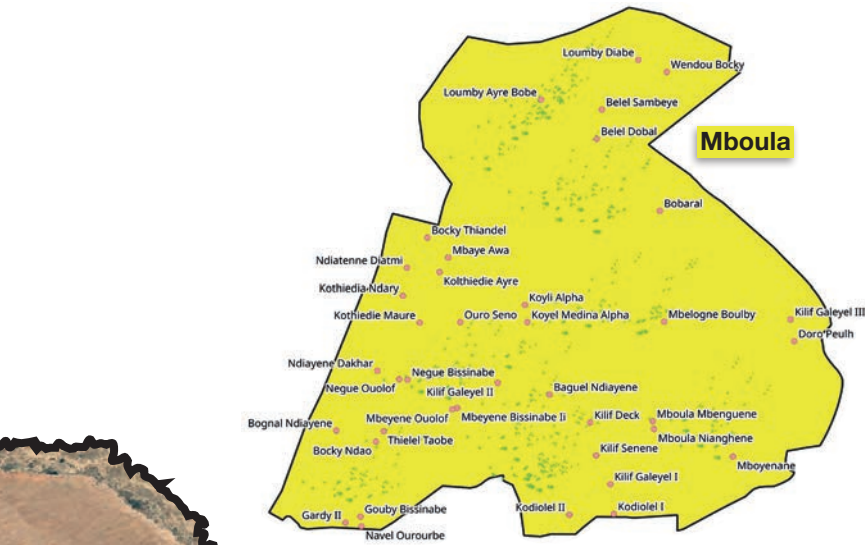 Loumby Diabe
Wendou Bocky
Loumby Ayre Bobe
Belel Sambeye
Belel Dobal
Mboula
Bobaral
Bocky Thiandel
Mbaye Awa
Ndiatenne Diatmi
Kolthiedie Ayre
Kothiedia Ndary
Koyli Alpha
Kothiedie Maure
Ouro Seno
Koyel Medina Alpha
Mbelogne Boulby
Kilif Galeyel III
Doro Peulh
Ndiayene Dakhar
Negue Bissinabe
Negue Ouolof
Kilif Galeyel II
Baguel Ndiayene
Bognal Ndiayene
Mbeyene Ouolof
Mbeyene Bissinabe Ii
Kilif Deck
Mboula Mbenguene
Mboula Nianghene
Thielel Taobe
Bocky Ndao
Kilif Senene
Mboyenane
Kilif Galeyel I
Gardy II
Gouby Bissinabe
Kodiolel II
Kodiolel I
Navel Ourourbe